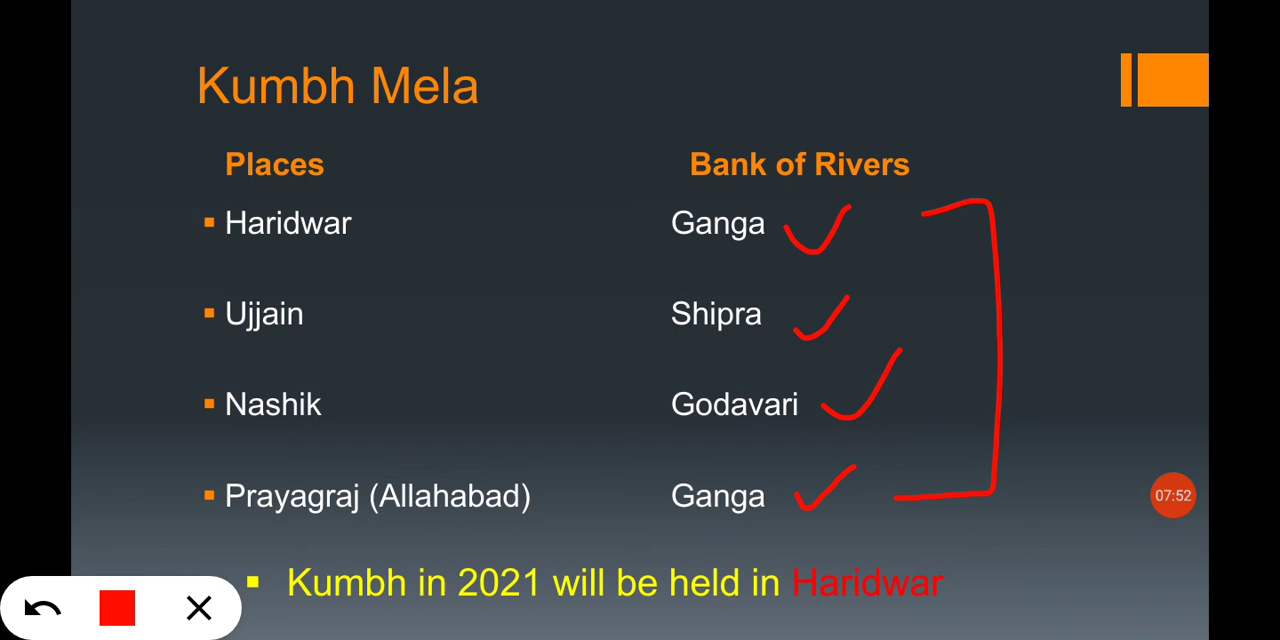 Kumbh Mela
Places Bank of Rivers
Haridwar Ganga
Ujjain Shipra
Nashik Godavari
Prayagraj (Allahabad) Ganga
07:52
Kumbh in 2021 will be held in Haridwar